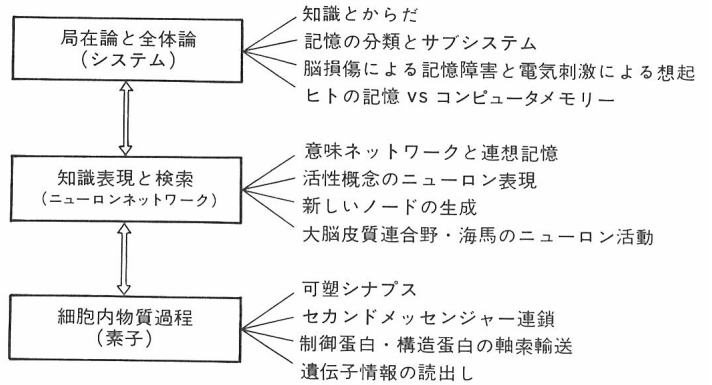 局在論と全体論
(システム)
知識とからだ
記憶の分類とサブシステム
脳損傷による記憶障害と電気刺激による想起
ヒトの記憶 vs コンピュータメモリー
知識表現と検索
(ニューロンネットワーク)
意味ネットワークと連想記憶
活性概念のニューロン表現
新しいノードの生成
大脳皮質連合野・海馬のニューロン活動
細胞内物質過程
(素子)
可塑シナプス
セカンドメッセンジャー連鎖
制御蛋白・構造蛋白の軸索輸送
遺伝子情報の読出し